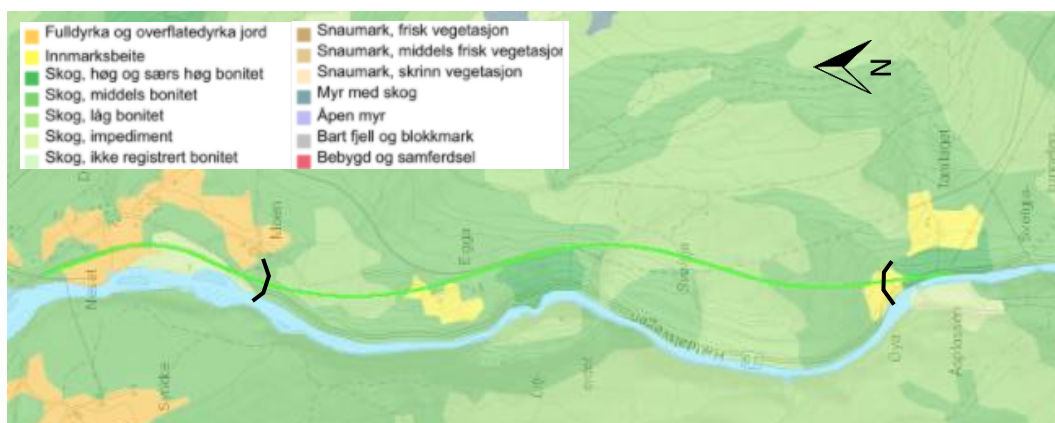 Fulldyrka og overflatedyrka jord
Innmarksbeite
Skog, høg og særs høg bonitet
Skog, middels bonitet
Skog, låg bonitet
Skog, impediment
Skog, ikke registrert bonitet
Snaumark, frisk vegetasjon
Snaumark, middels frisk vegetasjon
Snaumark, skrinn vegetasjon
Myr med skog
Åpen myr
Bart fjell og blokkmark
Bebygd og samferdsel
N
Moen
Egga
Øya
Åsplassen